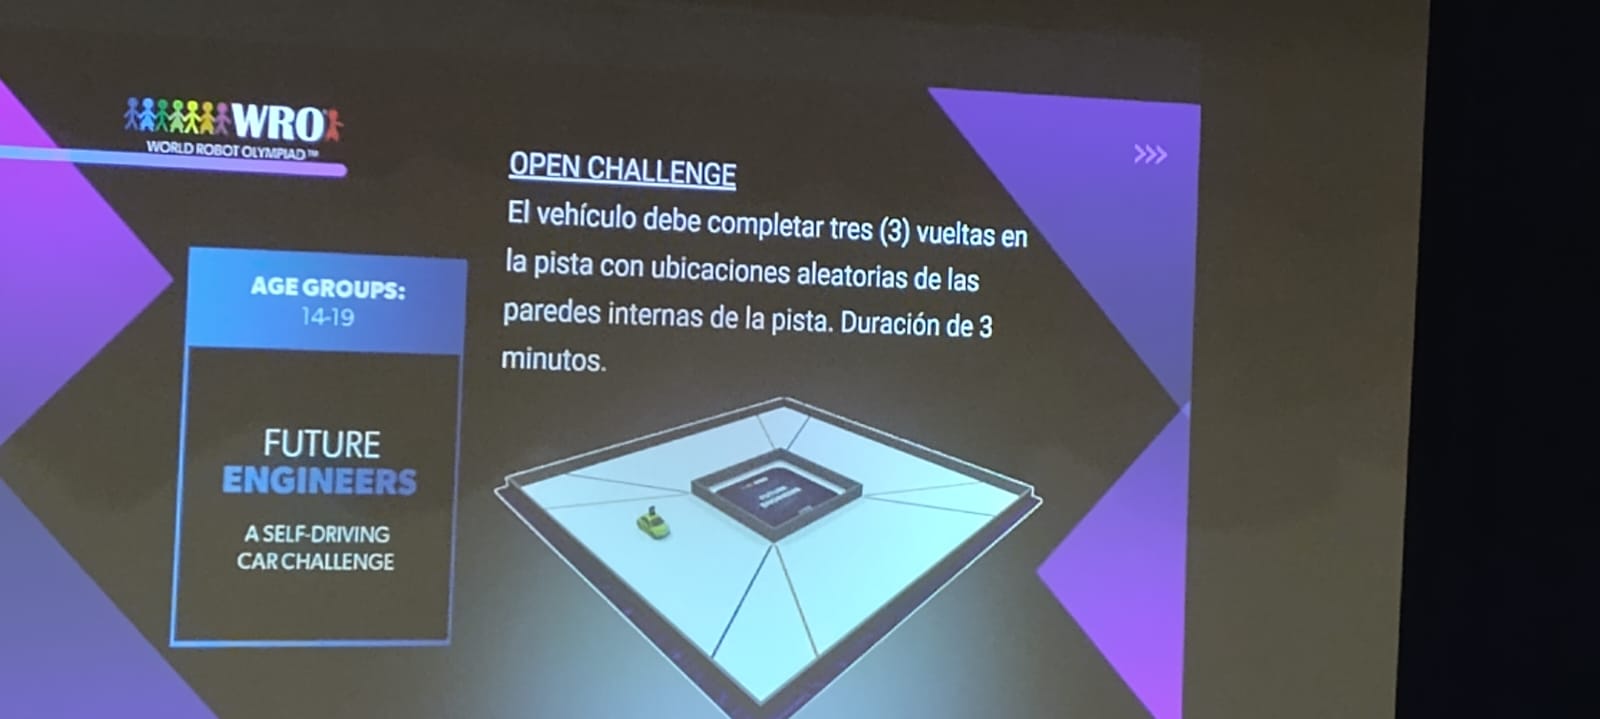 WRO
WORLD ROBOT OLYMPIAD™
>>>
OPEN CHALLENGE
El vehículo debe completar tres (3) vueltas en
la pista con ubicaciones aleatorias de las
paredes internas de la pista. Duración de 3
minutos.
AGE GROUPS:
14-19
FUTURE
ENGINEERS
A SELF-DRIVING
CAR CHALLENGE
FUTURE
ENGINEERS